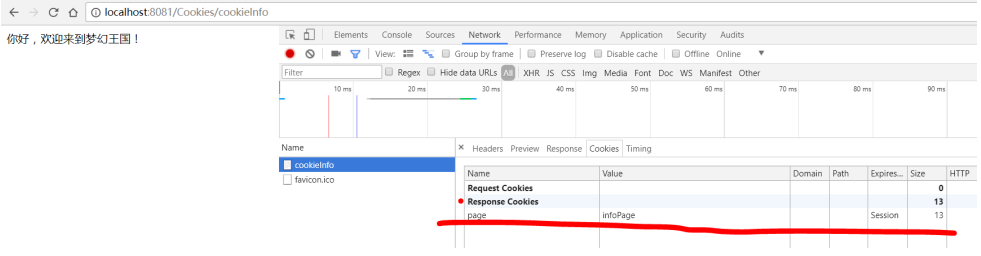 localhost:8081/Cookies/cookieInfo
你好，欢迎来到梦幻王国！
Elements Console Sources Network Performance Memory Application Security Audits
View: Group by frame Preserve log Disable cache Offline Online
Filter Regex Hide data URLs All XHR JS CSS Img Media Font Doc WS Manifest Other
10 ms 20 ms 30 ms 40 ms 50 ms 60 ms 70 ms 80 ms 90 ms
Name × Headers Preview Response Cookies Timing
cookieInfo
favicon.ico
Name Value Domain Path Expires... Size HTTP
Request Cookies 0
Response Cookies 13
page infoPage Session 13